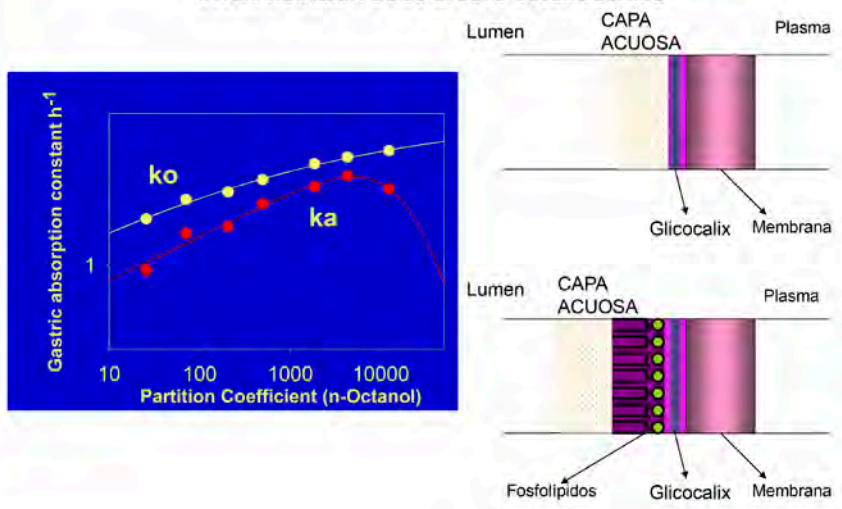 Lumen
CAPA
ACUOSA
Plasma
Glicocalix
Membrana
Gastric absorption constant h-1
ko
ka
1
10
100
1000
10000
Partition Coefficient (n-Octanol)
Lumen
CAPA
ACUOSA
Plasma
Fosfolipidos
Glicocalix
Membrana